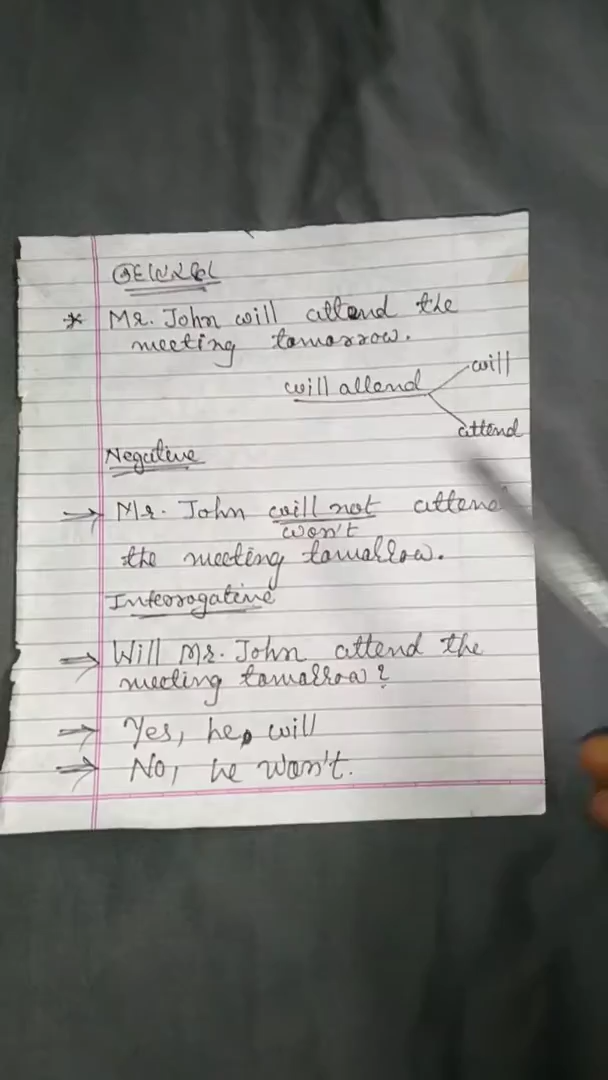 * Mr. John will attend the
meeting tomorrow.
will attend
will
attend
Negative
→ Mr. John will not attend
won't
the meeting tomorrow.
Interrogative
⇒ Will Mr. John attend the
meeting tomorrow?
⇒ Yes, he, will
⇒ No, he won't.